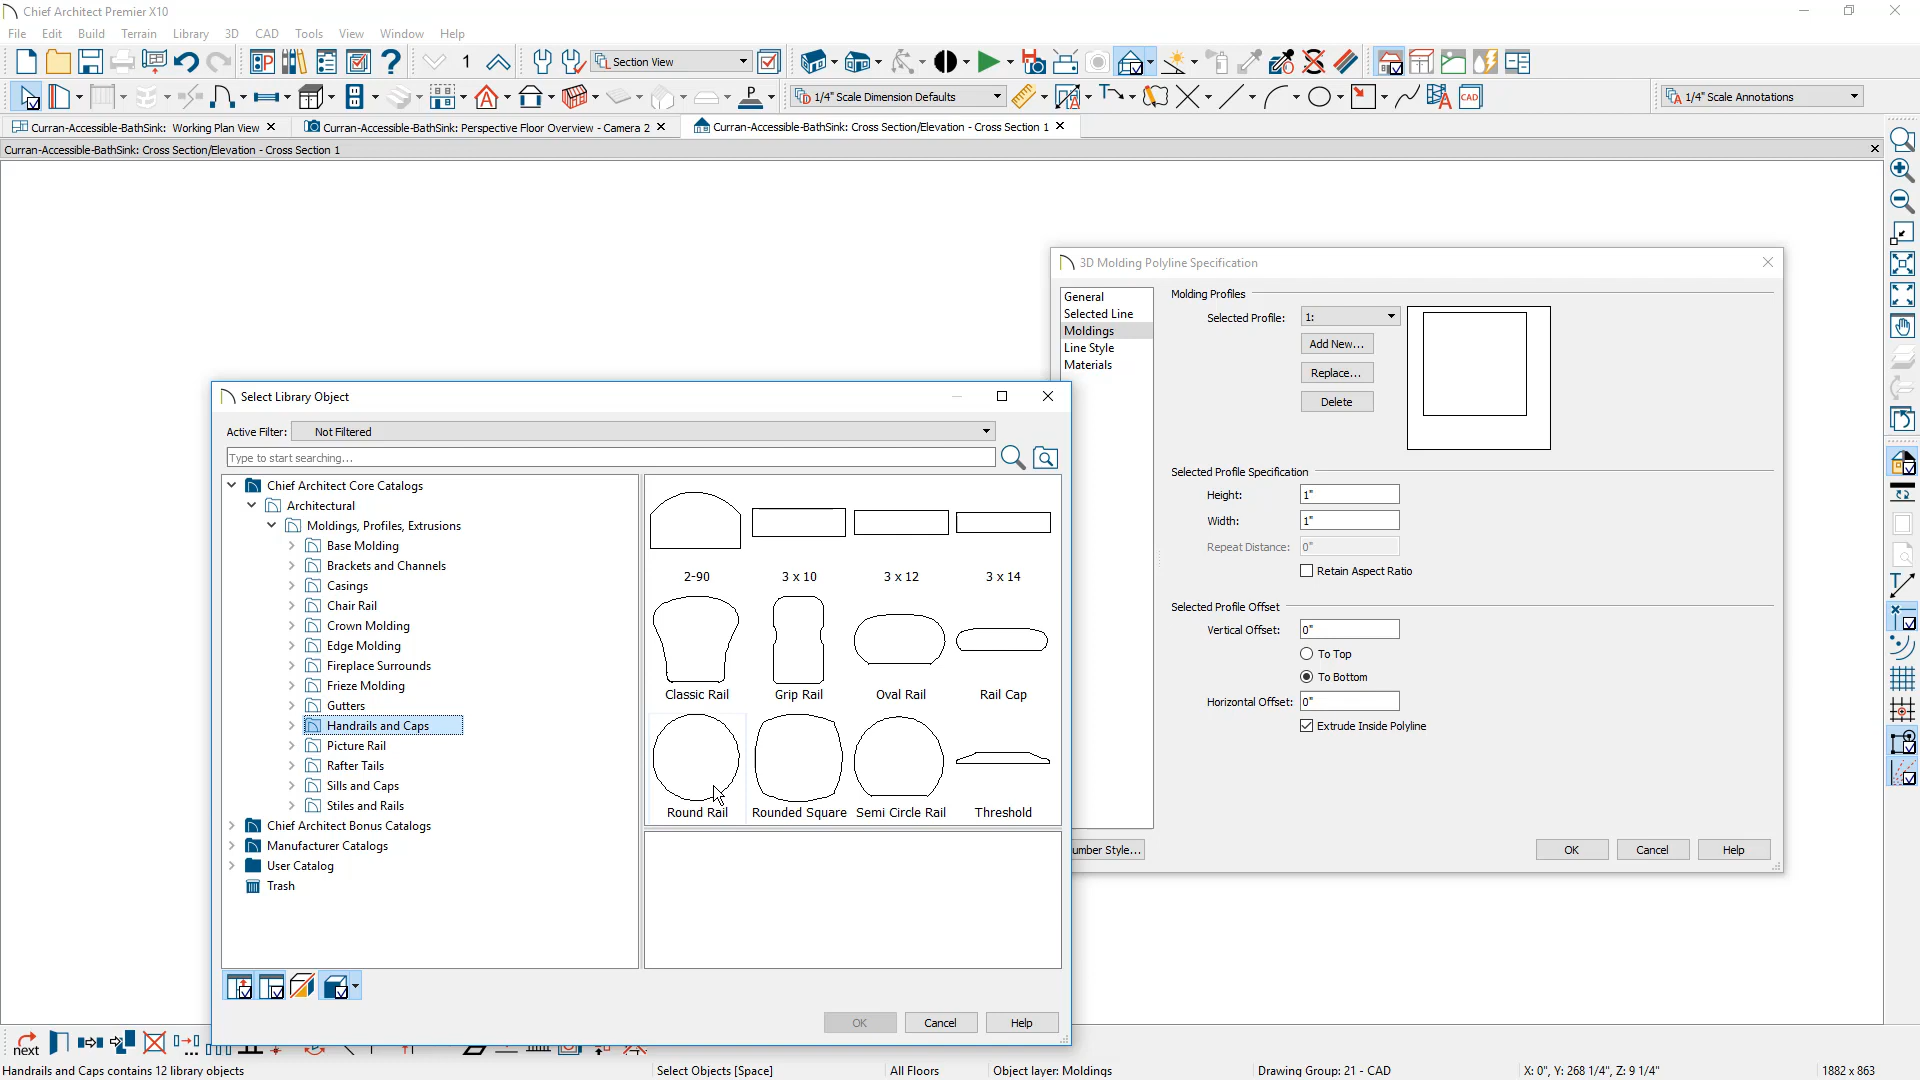 Chief Architect Premier X10
File Edit Build Terrain Library 3D CAD Tools View Window Help
1 Section View
1/4" Scale Dimension Defaults CAD 1/4" Scale Annotations
Curran-Accessible-BathSink: Working Plan View
Curran-Accessible-BathSink: Perspective Floor Overview - Camera 2
Curran-Accessible-BathSink: Cross Section/Elevation - Cross Section 1
Curran-Accessible-BathSink: Cross Section/Elevation - Cross Section 1
3D Molding Polyline Specification
General
Selected Line
Moldings
Line Style
Materials
Molding Profiles
Selected Profile: 1:
Add New...
Replace...
Delete
Selected Profile Specification
Height: 1"
Width: 1"
Repeat Distance: 0"
Retain Aspect Ratio
Selected Profile Offset
Vertical Offset: 0"
To Top
To Bottom
Horizontal Offset: 0"
Extrude Inside Polyline
umber Style... OK Cancel Help
Select Library Object
Active Filter: Not Filtered
Type to start searching...
Chief Architect Core Catalogs
Architectural
Moldings, Profiles, Extrusions
Base Molding
Brackets and Channels
Casings
Chair Rail
Crown Molding
Edge Molding
Fireplace Surrounds
Frieze Molding
Gutters
Handrails and Caps
Picture Rail
Rafter Tails
Sills and Caps
Stiles and Rails
Chief Architect Bonus Catalogs
Manufacturer Catalogs
User Catalog
Trash
2-90 3 x 10 3 x 12 3 x 14
Classic Rail Grip Rail Oval Rail Rail Cap
Round Rail Rounded Square Semi Circle Rail Threshold
OK Cancel Help
next
Handrails and Caps contains 12 library objects Select Objects [Space] All Floors Object layer: Moldings Drawing Group: 21 - CAD X: 0", Y: 268 1/4", Z: 9 1/4" 1882 x 863